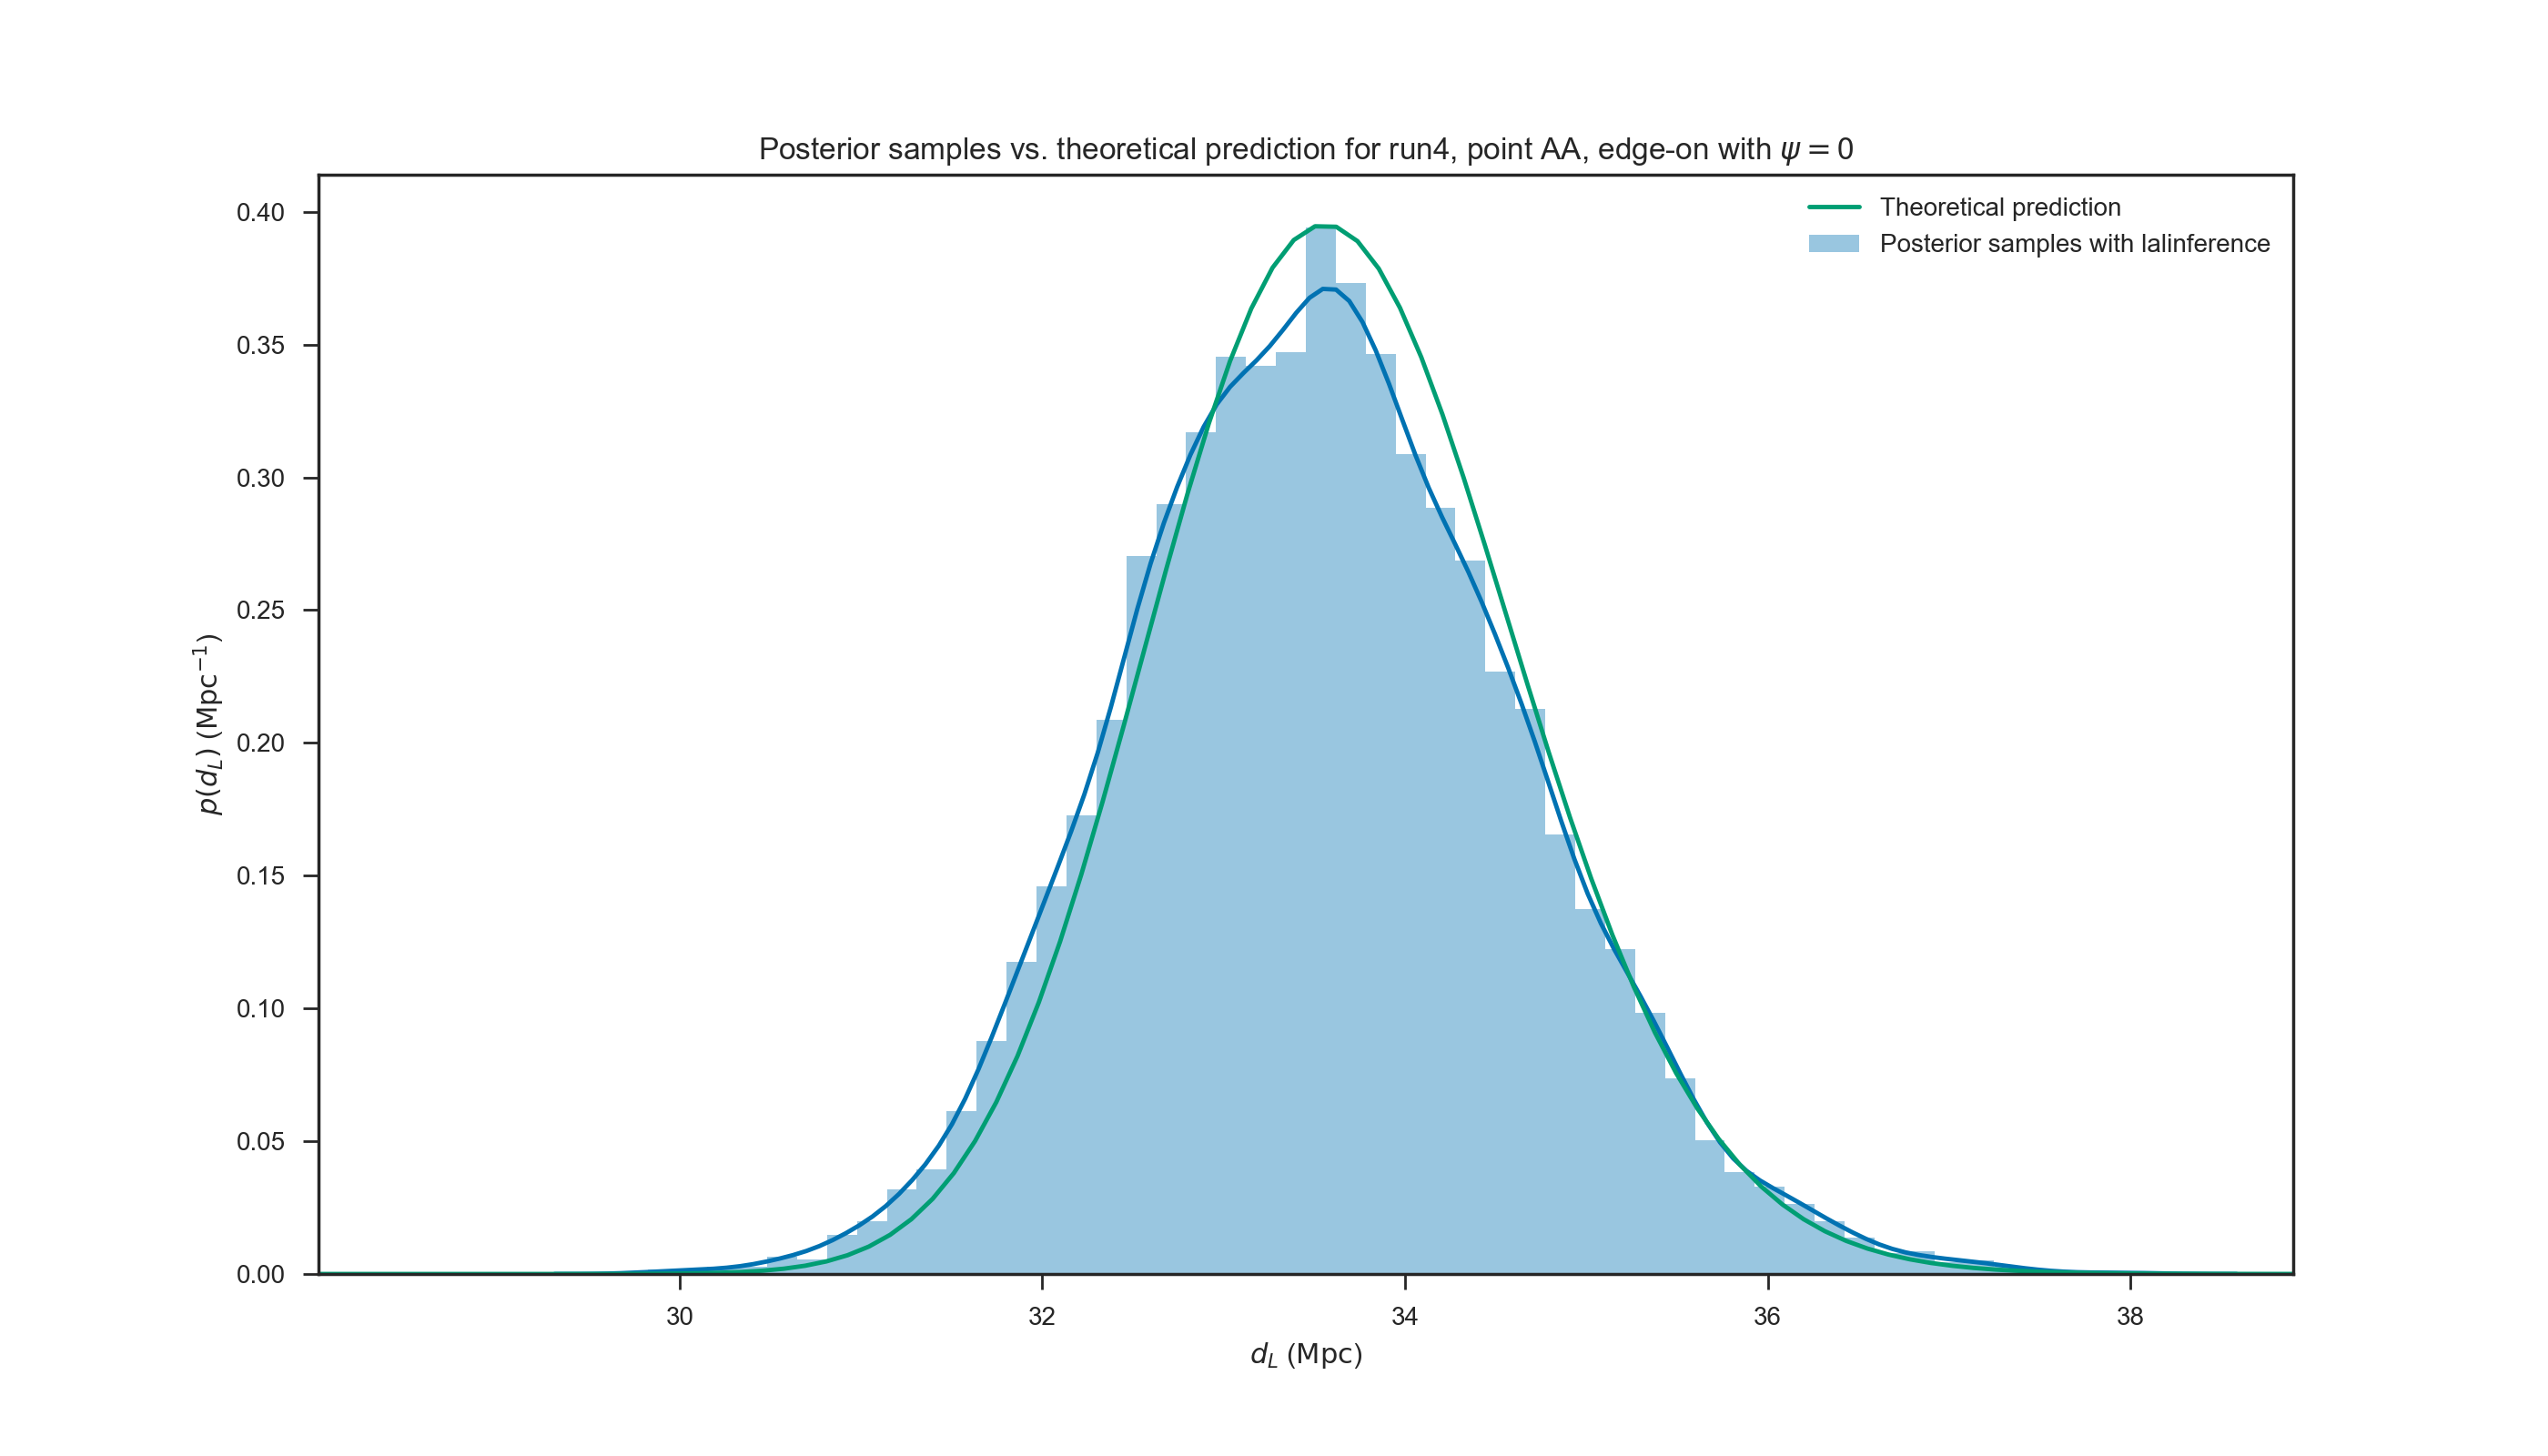 Posterior samples vs. theoretical prediction for run4, point AA, edge-on with ψ = 0
Theoretical prediction
Posterior samples with lalinference
p(d_L) (Mpc⁻¹)
0.40
0.35
0.30
0.25
0.20
0.15
0.10
0.05
0.00
30 32 34 36 38
d_L (Mpc)